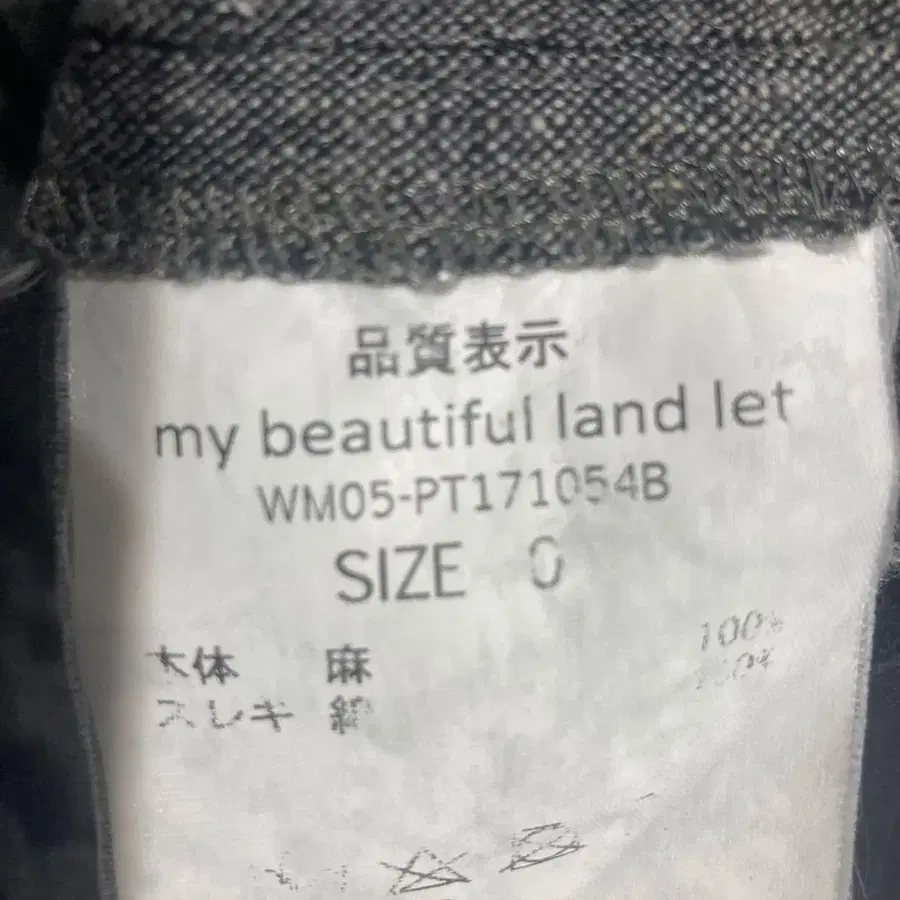 品質表示
my beautiful land let
WM05-PT171054B
SIZE 0
本体 麻 100%
スレキ 綿 100%